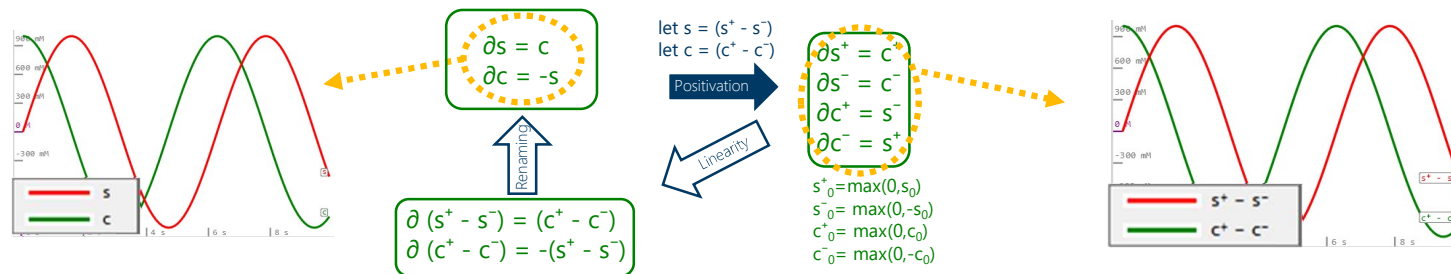 900 mM
600 mM
300 mM
0 M
-300 mM
s
c
s
c
4 s
6 s
8 s
∂s = c
∂c = -s
Renaming
∂ (s⁺ - s⁻) = (c⁺ - c⁻)
∂ (c⁺ - c⁻) = -(s⁺ - s⁻)
let s = (s⁺ - s⁻)
let c = (c⁺ - c⁻)
Positivation
Linearity
∂s⁺ = c⁺
∂s⁻ = c⁻
∂c⁺ = s⁻
∂c⁻ = s⁺
s⁺₀=max(0,s₀)
s⁻₀= max(0,-s₀)
c⁺₀=max(0,c₀)
c⁻₀= max(0,-c₀)
900 mM
600 mM
300 mM
0 M
-300 mM
s⁺ - s
c⁺ - c
s⁺ − s⁻
c⁺ − c⁻
6 s
8 s